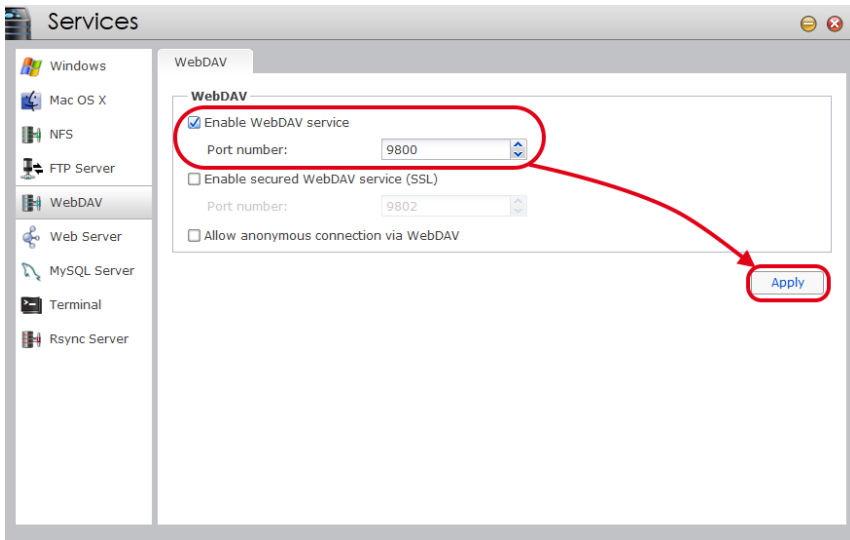 Services
Windows
Mac OS X
NFS
FTP Server
WebDAV
Web Server
MySQL Server
Terminal
Rsync Server
WebDAV
WebDAV
Enable WebDAV service
Port number: 9800
Enable secured WebDAV service (SSL)
Port number: 9802
Allow anonymous connection via WebDAV
Apply